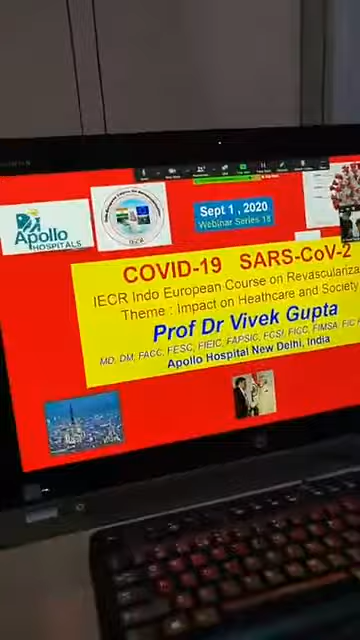 Apollo
HOSPITALS
Sept 1 , 2020
Webinar Series 18
COVID-19 SARS-CoV-2
IECR Indo European Course on Revasculariza
Theme : Impact on Heathcare and Society
Prof Dr Vivek Gupta
MD, DM, FACC, FESC, FIEIC, FAPSIC, FCSI, FICC, FIMSA, FIC
Apollo Hospital New Delhi, India